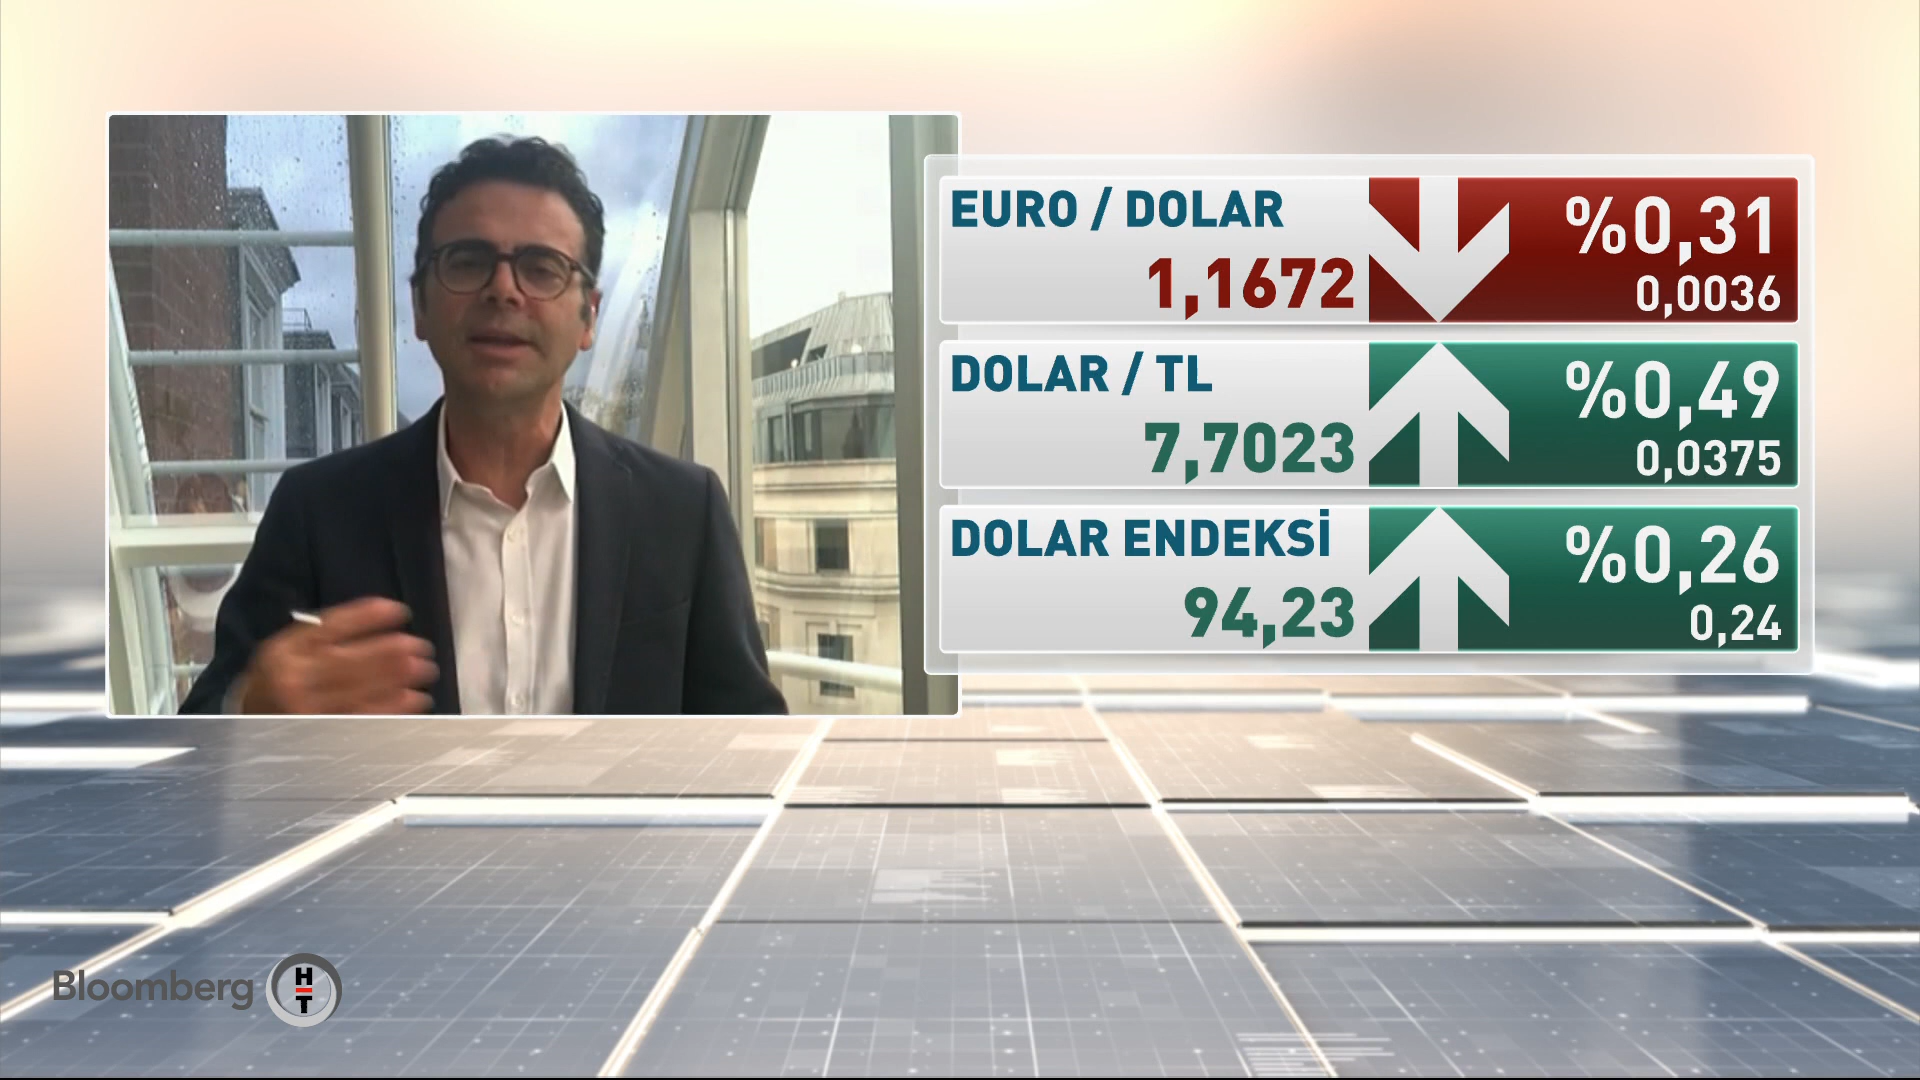 EURO / DOLAR
1,1672
%0,31
0,0036
DOLAR / TL
7,7023
%0,49
0,0375
DOLAR ENDEKSİ
94,23
%0,26
0,24
Bloomberg HT